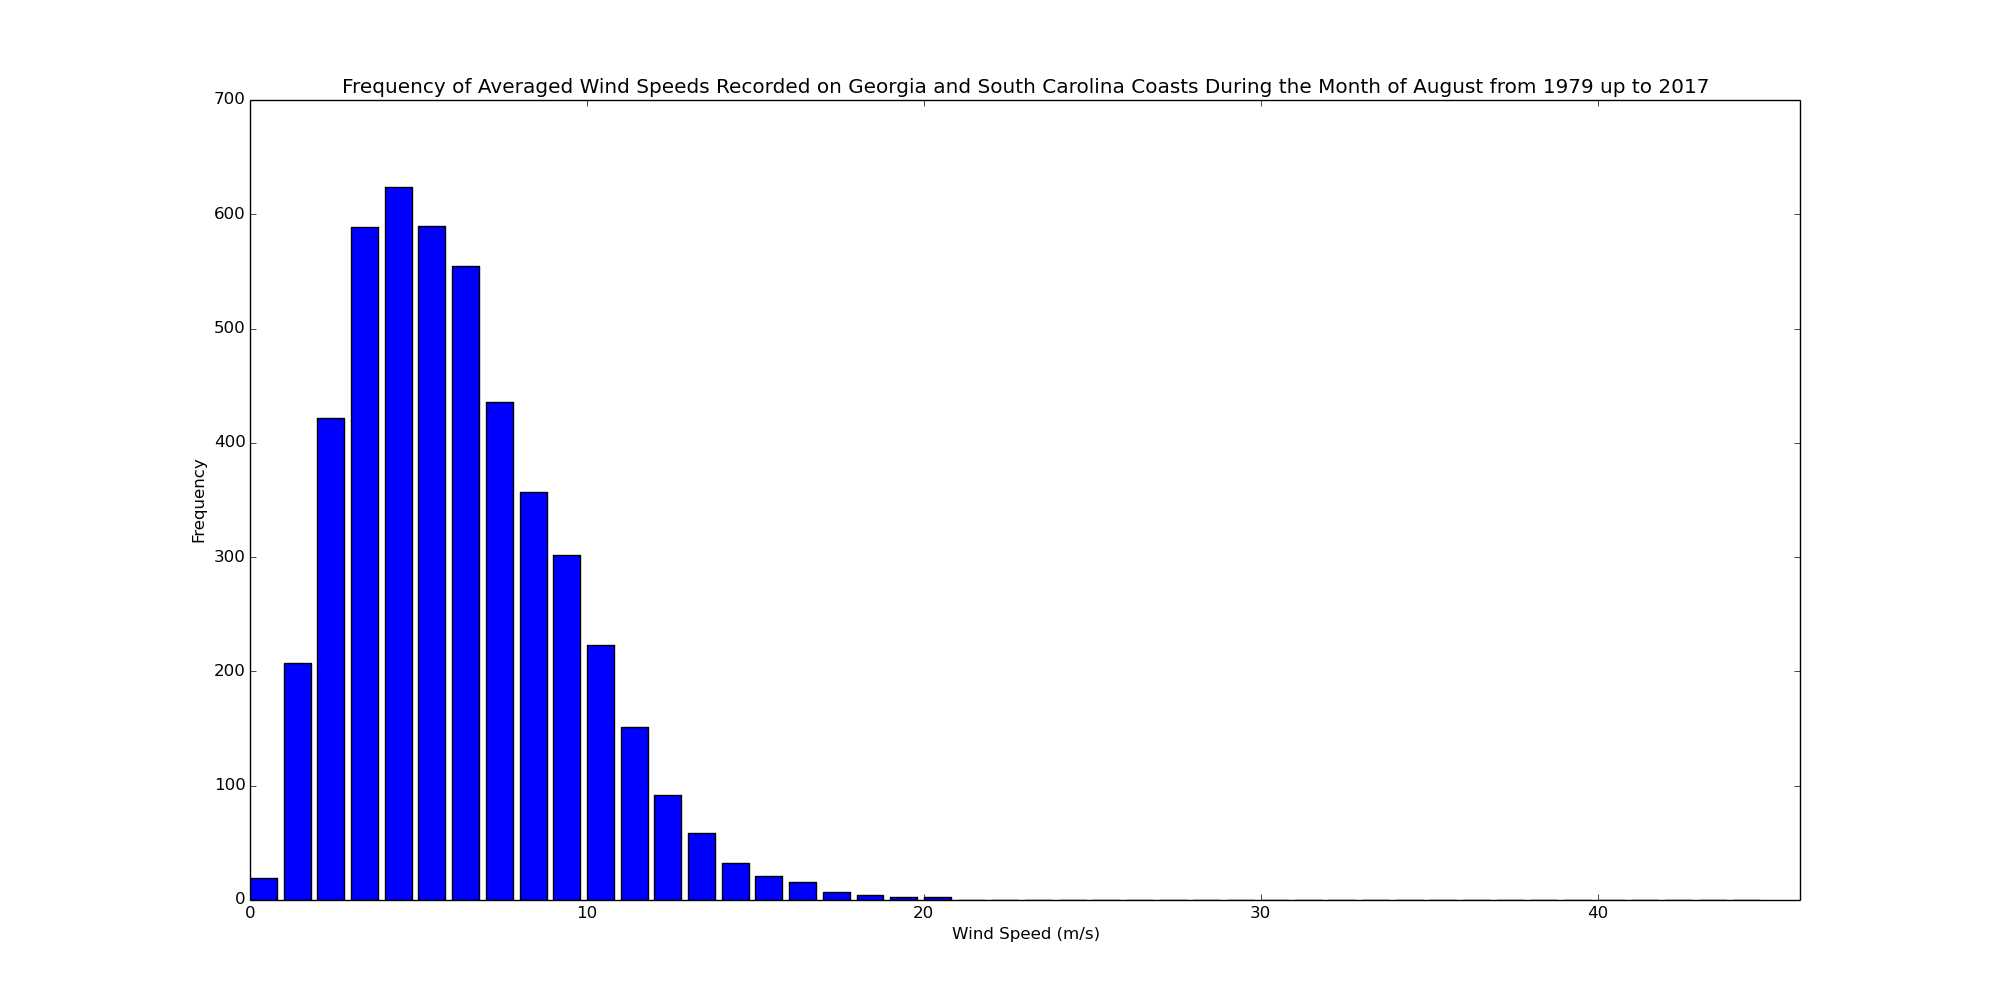 Frequency of Averaged Wind Speeds Recorded on Georgia and South Carolina Coasts During the Month of August from 1979 up to 2017
700
600
500
400
300
200
100
0
Frequency
0 10 20 30 40
Wind Speed (m/s)